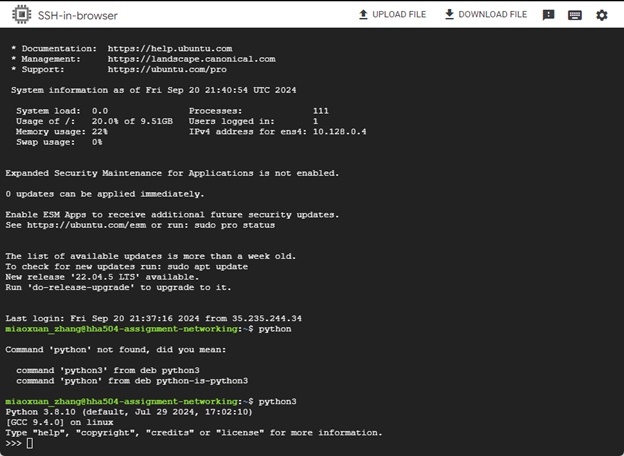 SSH-in-browser
UPLOAD FILE
DOWNLOAD FILE
* Documentation:  https://help.ubuntu.com
* Management:     https://landscape.canonical.com
* Support:        https://ubuntu.com/pro
System information as of Fri Sep 20 21:40:54 UTC 2024
System load:  0.0               Processes:             111
Usage of /:   20.0% of 9.51GB   Users logged in:       1
Memory usage: 22%               IPv4 address for ens4: 10.128.0.4
Swap usage:   0%
Expanded Security Maintenance for Applications is not enabled.
0 updates can be applied immediately.
Enable ESM Apps to receive additional future security updates.
See https://ubuntu.com/esm or run: sudo pro status
The list of available updates is more than a week old.
To check for new updates run: sudo apt update
New release '22.04.5 LTS' available.
Run 'do-release-upgrade' to upgrade to it.
Last login: Fri Sep 20 21:37:16 2024 from 35.235.244.34
miaoxuan_zhang@hha504-assignment-networking:~$ python
Command 'python' not found, did you mean:
command 'python3' from deb python3
command 'python' from deb python-is-python3
miaoxuan_zhang@hha504-assignment-networking:~$ python3
Python 3.8.10 (default, Jul 29 2024, 17:02:10)
[GCC 9.4.0] on linux
Type "help", "copyright", "credits" or "license" for more information.
>>>